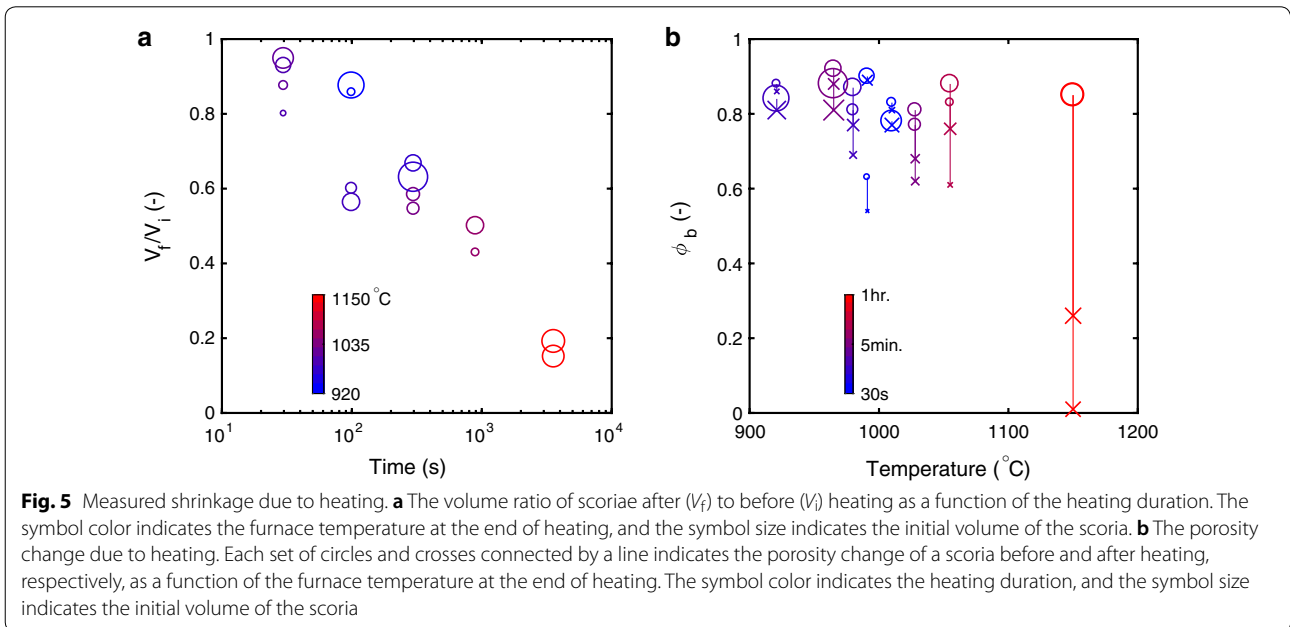 a
1
0.8
0.6
0.4
0.2
0
V_f/V_i (-)
1150 °C
1035
920
10^1
10^2
10^3
10^4
Time (s)
b
1
0.8
0.6
0.4
0.2
0
ϕ_b (-)
1hr.
5min.
30s
900
1000
1100
1200
Temperature (°C)
Fig. 5 Measured shrinkage due to heating. a The volume ratio of scoriae after (V_f) to before (V_i) heating as a function of the heating duration. The
symbol color indicates the furnace temperature at the end of heating, and the symbol size indicates the initial volume of the scoria. b The porosity
change due to heating. Each set of circles and crosses connected by a line indicates the porosity change of a scoria before and after heating,
respectively, as a function of the furnace temperature at the end of heating. The symbol color indicates the heating duration, and the symbol size
indicates the initial volume of the scoria